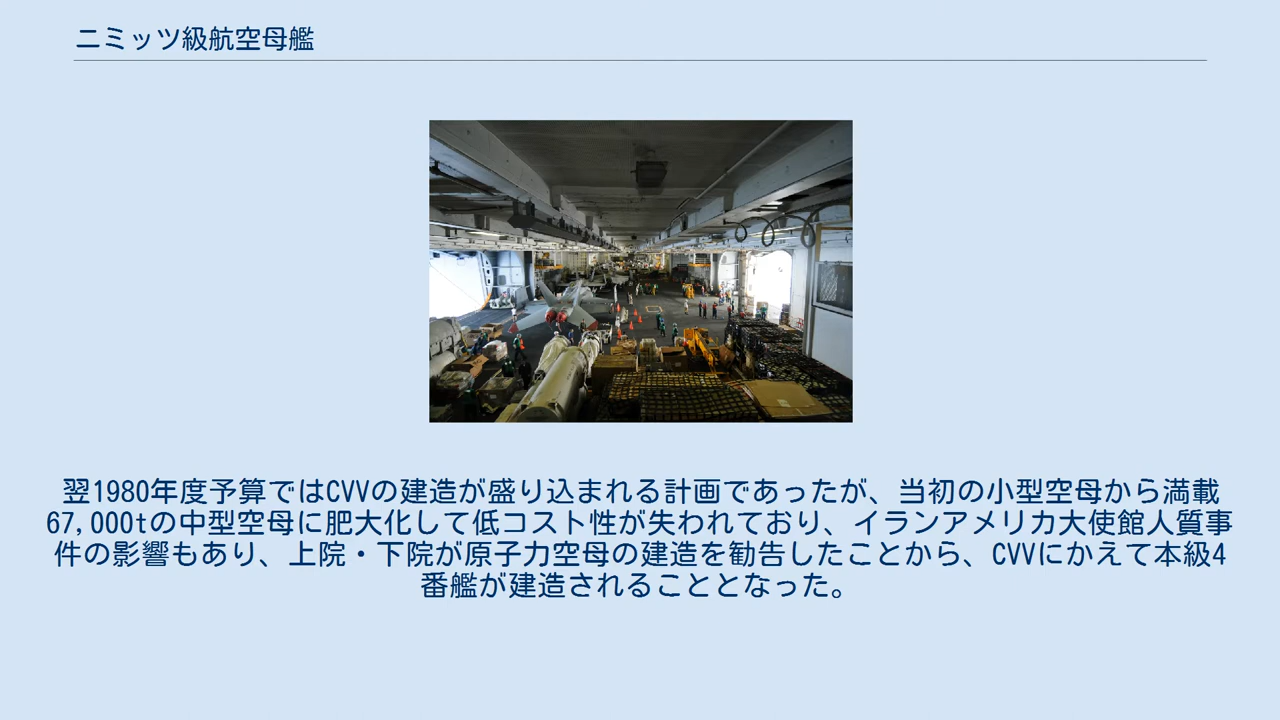 ニミッツ級航空母艦
翌1980年度予算ではCVVの建造が盛り込まれる計画であったが、当初の小型空母から満載
67,000tの中型空母に肥大化して低コスト性が失われており、イランアメリカ大使館人質事
件の影響もあり、上院・下院が原子力空母の建造を勧告したことから、CVVにかえて本級4
番艦が建造されることとなった。